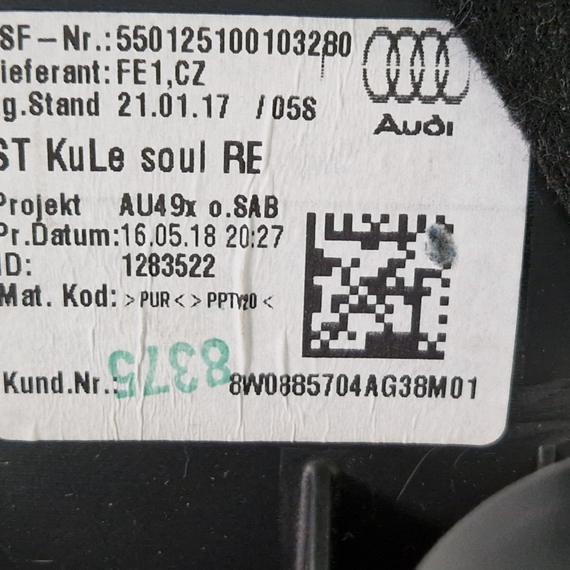 SF-Nr.:550125100103280
ieferant: FE1,CZ
g.Stand 21.01.17 /05S
Audi
ST KuLe soul RE
Projekt AU49x o.SAB
Pr.Datum:16.05.18 20:27
ID: 1283522
Mat. Kod: >PUR< >PPTV20<
8375
Kund.Nr.: 8W0885704AG38M01